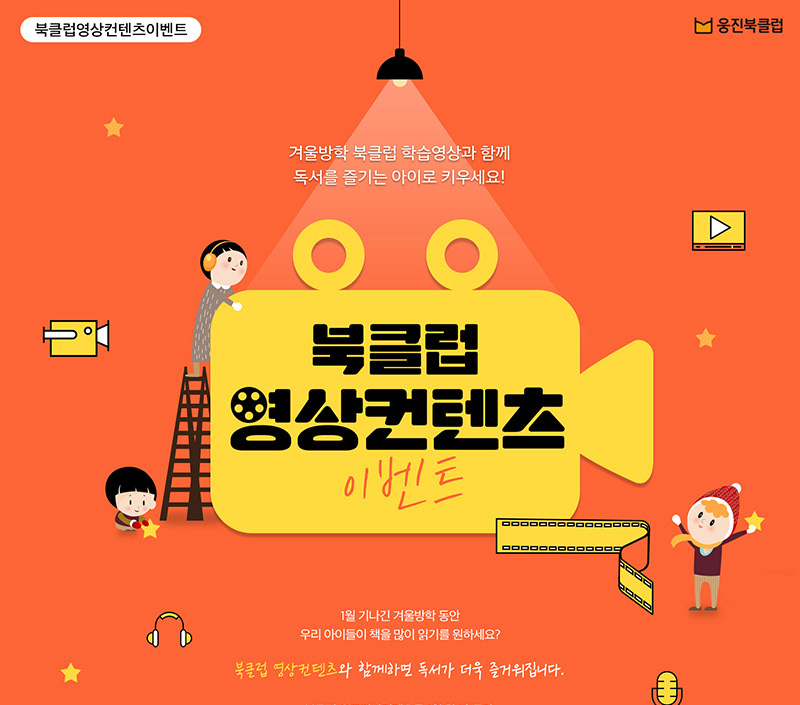 북클럽영상컨텐츠이벤트
웅진북클럽
겨울방학 북클럽 학습영상과 함께
독서를 즐기는 아이로 키우세요!
북클럽
영상컨텐츠
이벤트
1월 기나긴 겨울방학 동안
우리 아이들이 책을 많이 읽기를 원하세요?
북클럽 영상컨텐츠와 함께하면 독서가 더욱 즐거워집니다.